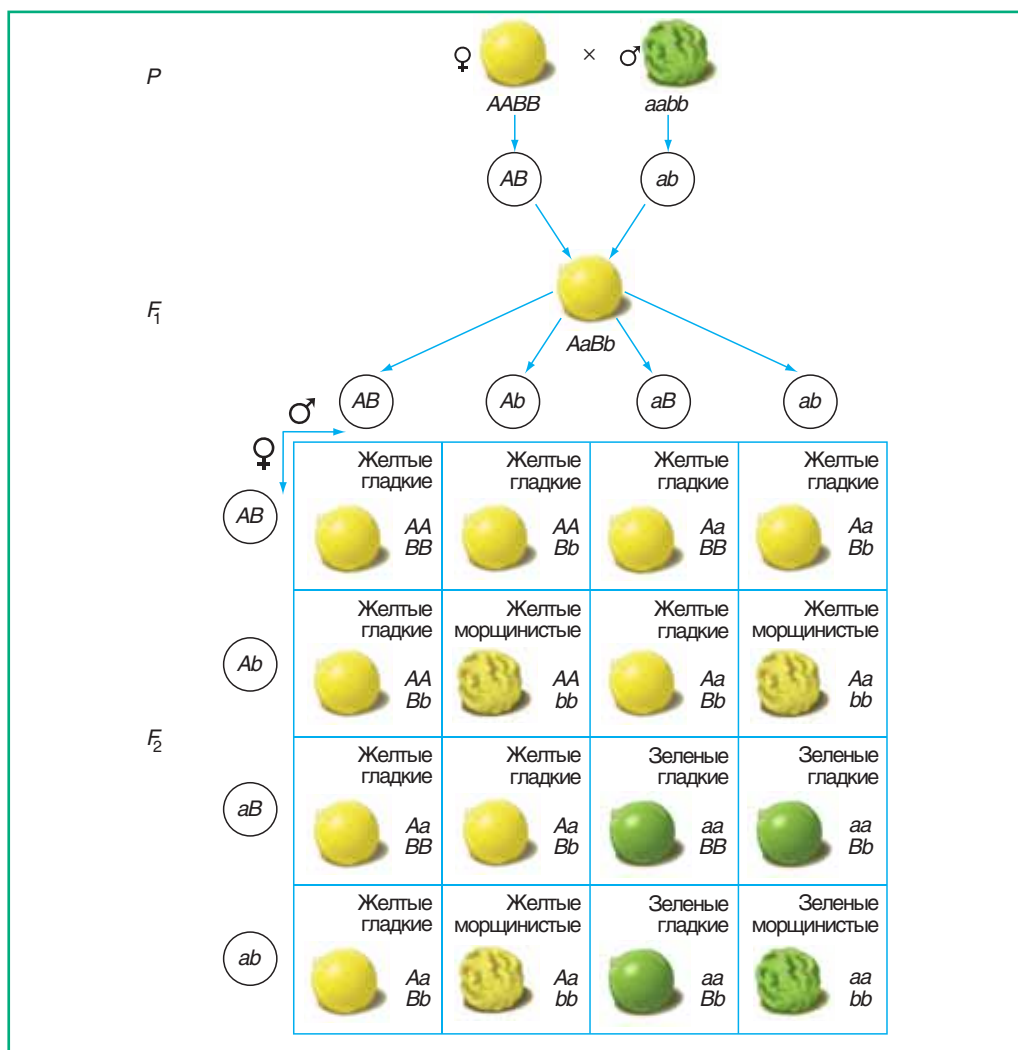 ♀ × ♂
P
AABB aabb
AB ab
F1
AaBb
AB Ab aB ab
♂
♀
Желтые гладкие Желтые гладкие Желтые гладкие Желтые гладкие
AB
AA BB AA Bb Aa BB Aa Bb
Желтые гладкие Желтые морщинистые Желтые гладкие Желтые морщинистые
Ab
AA Bb AA bb Aa Bb Aa bb
F2
Желтые гладкие Желтые гладкие Зеленые гладкие Зеленые гладкие
aB
Aa BB Aa Bb aa BB aa Bb
Желтые гладкие Желтые морщинистые Зеленые гладкие Зеленые морщинистые
ab
Aa Bb Aa bb aa Bb aa bb